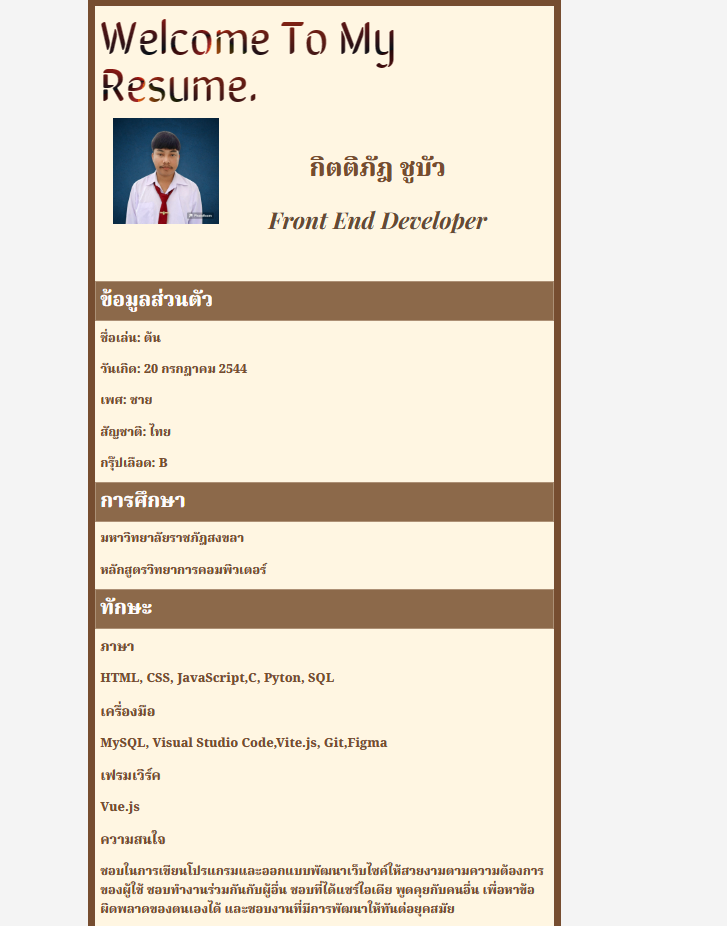 Welcome To My
Resume.
กิตติภัฎ ชูบัว
Front End Developer
ข้อมูลส่วนตัว
ชื่อเล่น: ต้น
วันเกิด: 20 กรกฎาคม 2544
เพศ: ชาย
สัญชาติ: ไทย
กรุ๊ปเลือด: B
การศึกษา
มหาวิทยาลัยราชภัฏสงขลา
หลักสูตรวิทยาการคอมพิวเตอร์
ทักษะ
ภาษา
HTML, CSS, JavaScript,C, Pyton, SQL
เครื่องมือ
MySQL, Visual Studio Code,Vite.js, Git,Figma
เฟรมเวิร์ค
Vue.js
ความสนใจ
ชอบในการเขียนโปรแกรมและออกแบบพัฒนาเว็บไซค์ให้สวยงามตามความต้องการ
ของผู้ใช้ ชอบทำงานร่วมกันกับผู้อื่น ชอบที่ได้แชร์ไอเดีย พูดคุยกับคนอื่น เพื่อหาข้อ
ผิดพลาดของตนเองได้ และชอบงานที่มีการพัฒนาให้ทันต่อยุคสมัย